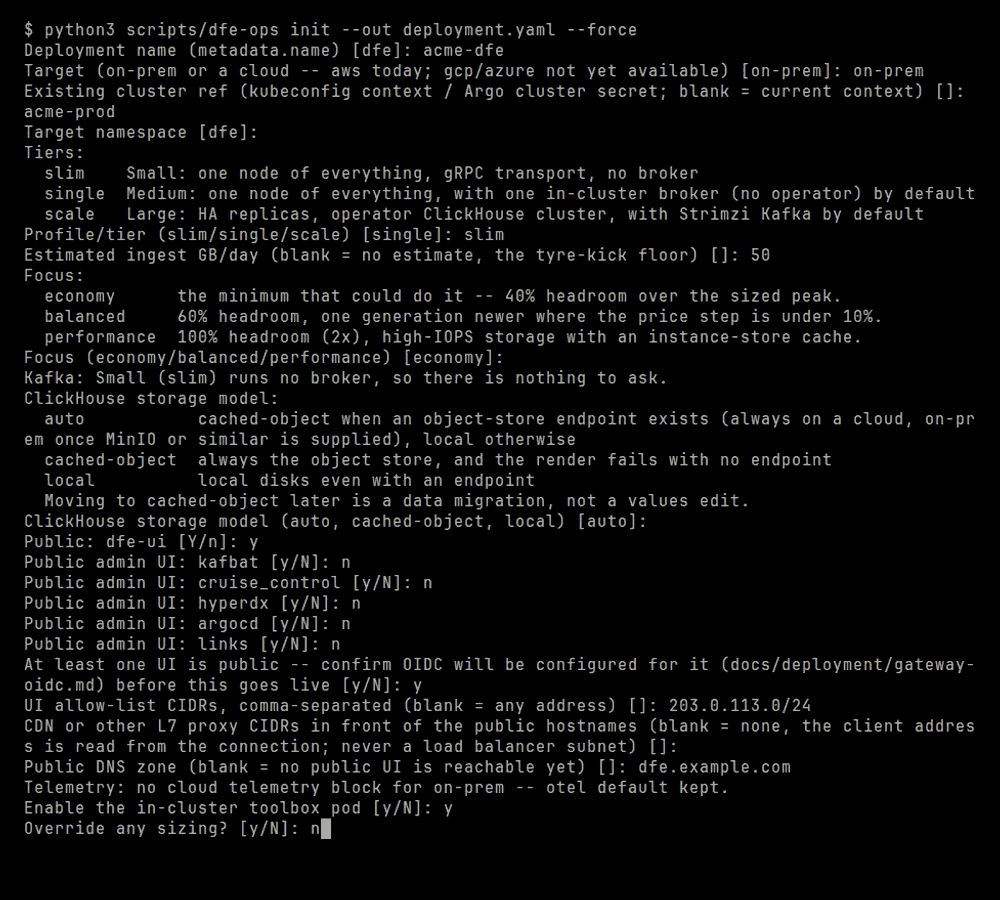 $ python3 scripts/dfe-ops init --out deployment.yaml --force
Deployment name (metadata.name) [dfe]: acme-dfe
Target (on-prem or a cloud -- aws today; gcp/azure not yet available) [on-prem]: on-prem
Existing cluster ref (kubeconfig context / Argo cluster secret; blank = current context) []:
acme-prod
Target namespace [dfe]:
Tiers:
  slim    Small: one node of everything, gRPC transport, no broker
  single  Medium: one node of everything, with one in-cluster broker (no operator) by default
  scale   Large: HA replicas, operator ClickHouse cluster, with Strimzi Kafka by default
Profile/tier (slim/single/scale) [single]: slim
Estimated ingest GB/day (blank = no estimate, the tyre-kick floor) []: 50
Focus:
  economy      the minimum that could do it -- 40% headroom over the sized peak.
  balanced     60% headroom, one generation newer where the price step is under 10%.
  performance  100% headroom (2x), high-IOPS storage with an instance-store cache.
Focus (economy/balanced/performance) [economy]:
Kafka: Small (slim) runs no broker, so there is nothing to ask.
ClickHouse storage model:
  auto           cached-object when an object-store endpoint exists (always on a cloud, on-pr
em once MinIO or similar is supplied), local otherwise
  cached-object  always the object store, and the render fails with no endpoint
  local          local disks even with an endpoint
  Moving to cached-object later is a data migration, not a values edit.
ClickHouse storage model (auto, cached-object, local) [auto]:
Public: dfe-ui [Y/n]: y
Public admin UI: kafbat [y/N]: n
Public admin UI: cruise_control [y/N]: n
Public admin UI: hyperdx [y/N]: n
Public admin UI: argocd [y/N]: n
Public admin UI: links [y/N]: n
At least one UI is public -- confirm OIDC will be configured for it (docs/deployment/gateway-
oidc.md) before this goes live [y/N]: y
UI allow-list CIDRs, comma-separated (blank = any address) []: 203.0.113.0/24
CDN or other L7 proxy CIDRs in front of the public hostnames (blank = none, the client addres
s is read from the connection; never a load balancer subnet) []:
Public DNS zone (blank = no public UI is reachable yet) []: dfe.example.com
Telemetry: no cloud telemetry block for on-prem -- otel default kept.
Enable the in-cluster toolbox pod [y/N]: y
Override any sizing? [y/N]: n